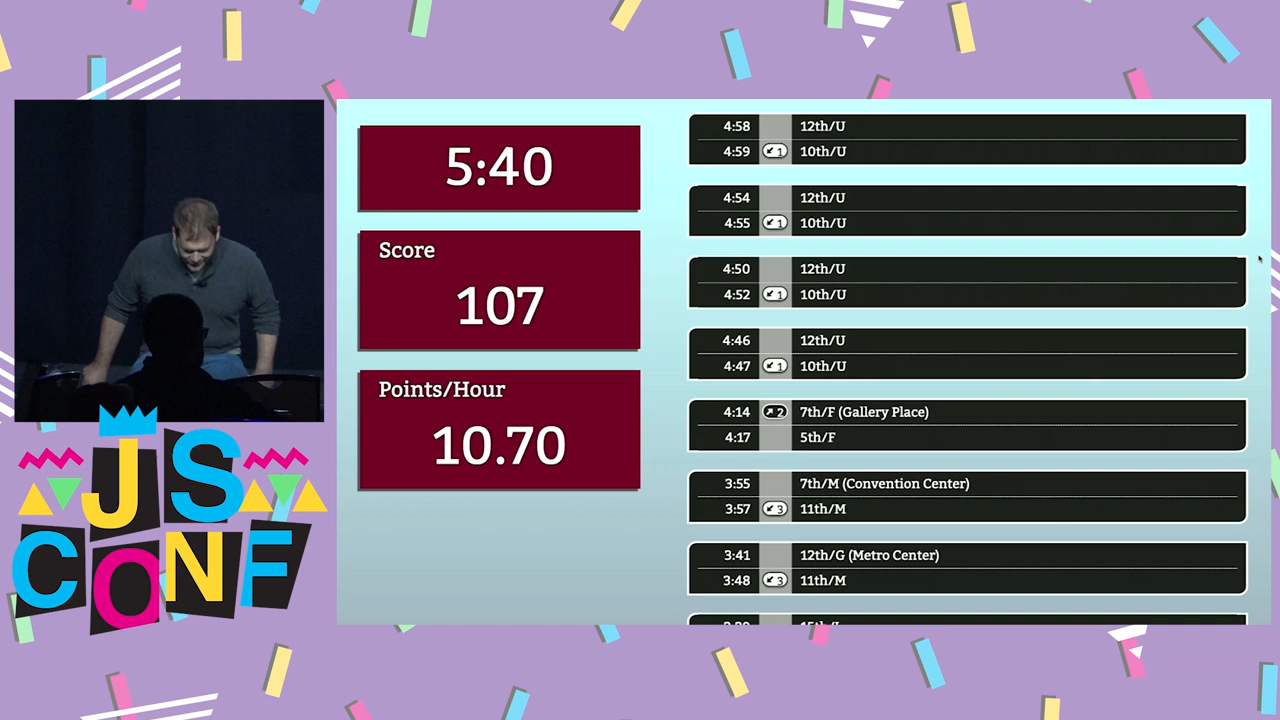 5:40
Score
107
Points/Hour
10.70
4:58 12th/U
4:59 ↙1 10th/U
4:54 12th/U
4:55 ↙1 10th/U
4:50 12th/U
4:52 ↙1 10th/U
4:46 12th/U
4:47 ↙1 10th/U
4:14 ↗2 7th/F (Gallery Place)
4:17 5th/F
3:55 7th/M (Convention Center)
3:57 ↙3 11th/M
3:41 12th/G (Metro Center)
3:48 ↙3 11th/M
JS
CONF